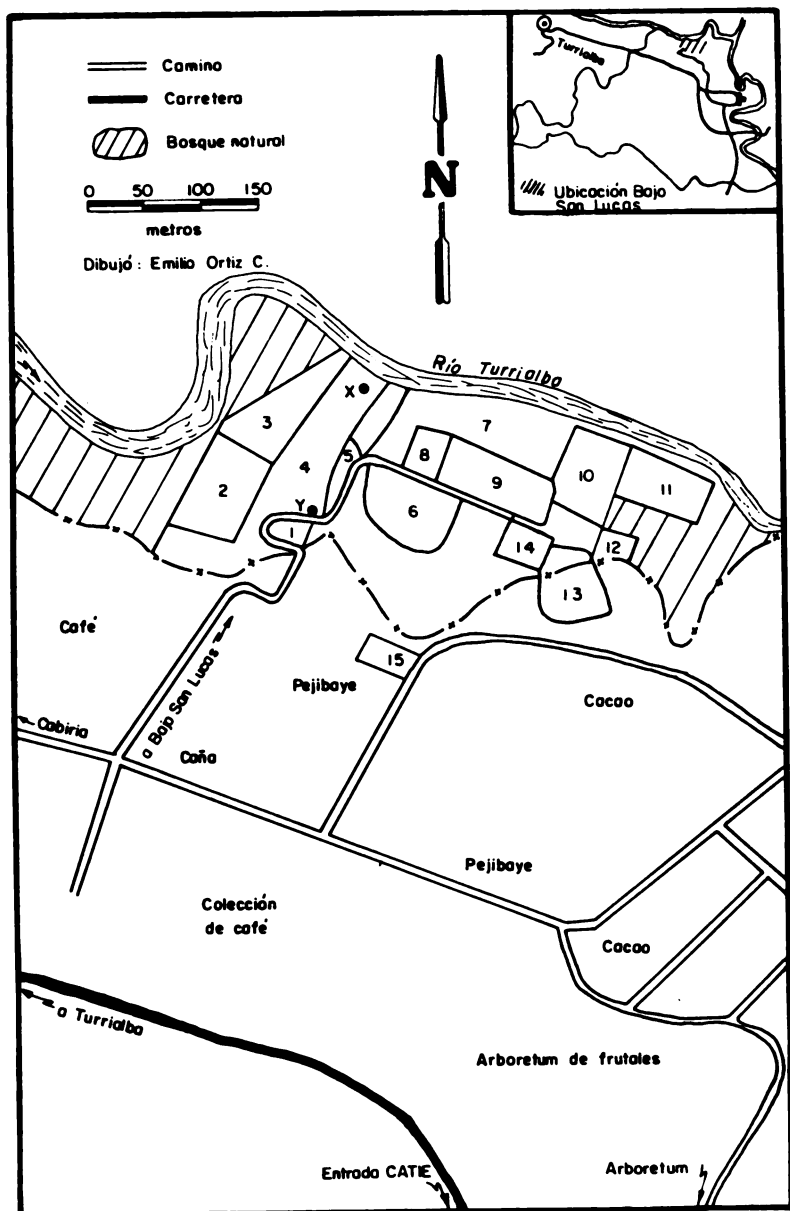 Camino
Carretera
Bosque natural
0 50 100 150
metros
Dibujó: Emilio Ortiz C.
N
Turrialba
Ubicación Bajo
San Lucas
Río Turrialba
X
3
7
5
8
4
10
2
9
11
6
Y
1
14
12
13
Café
15
a Bajo San Lucas
Pejibaye
Cacao
Cabiria
Caña
Pejibaye
Colección
de café
Cacao
a Turrialba
Arboretum de frutales
Entrada CATIE
Arboretum